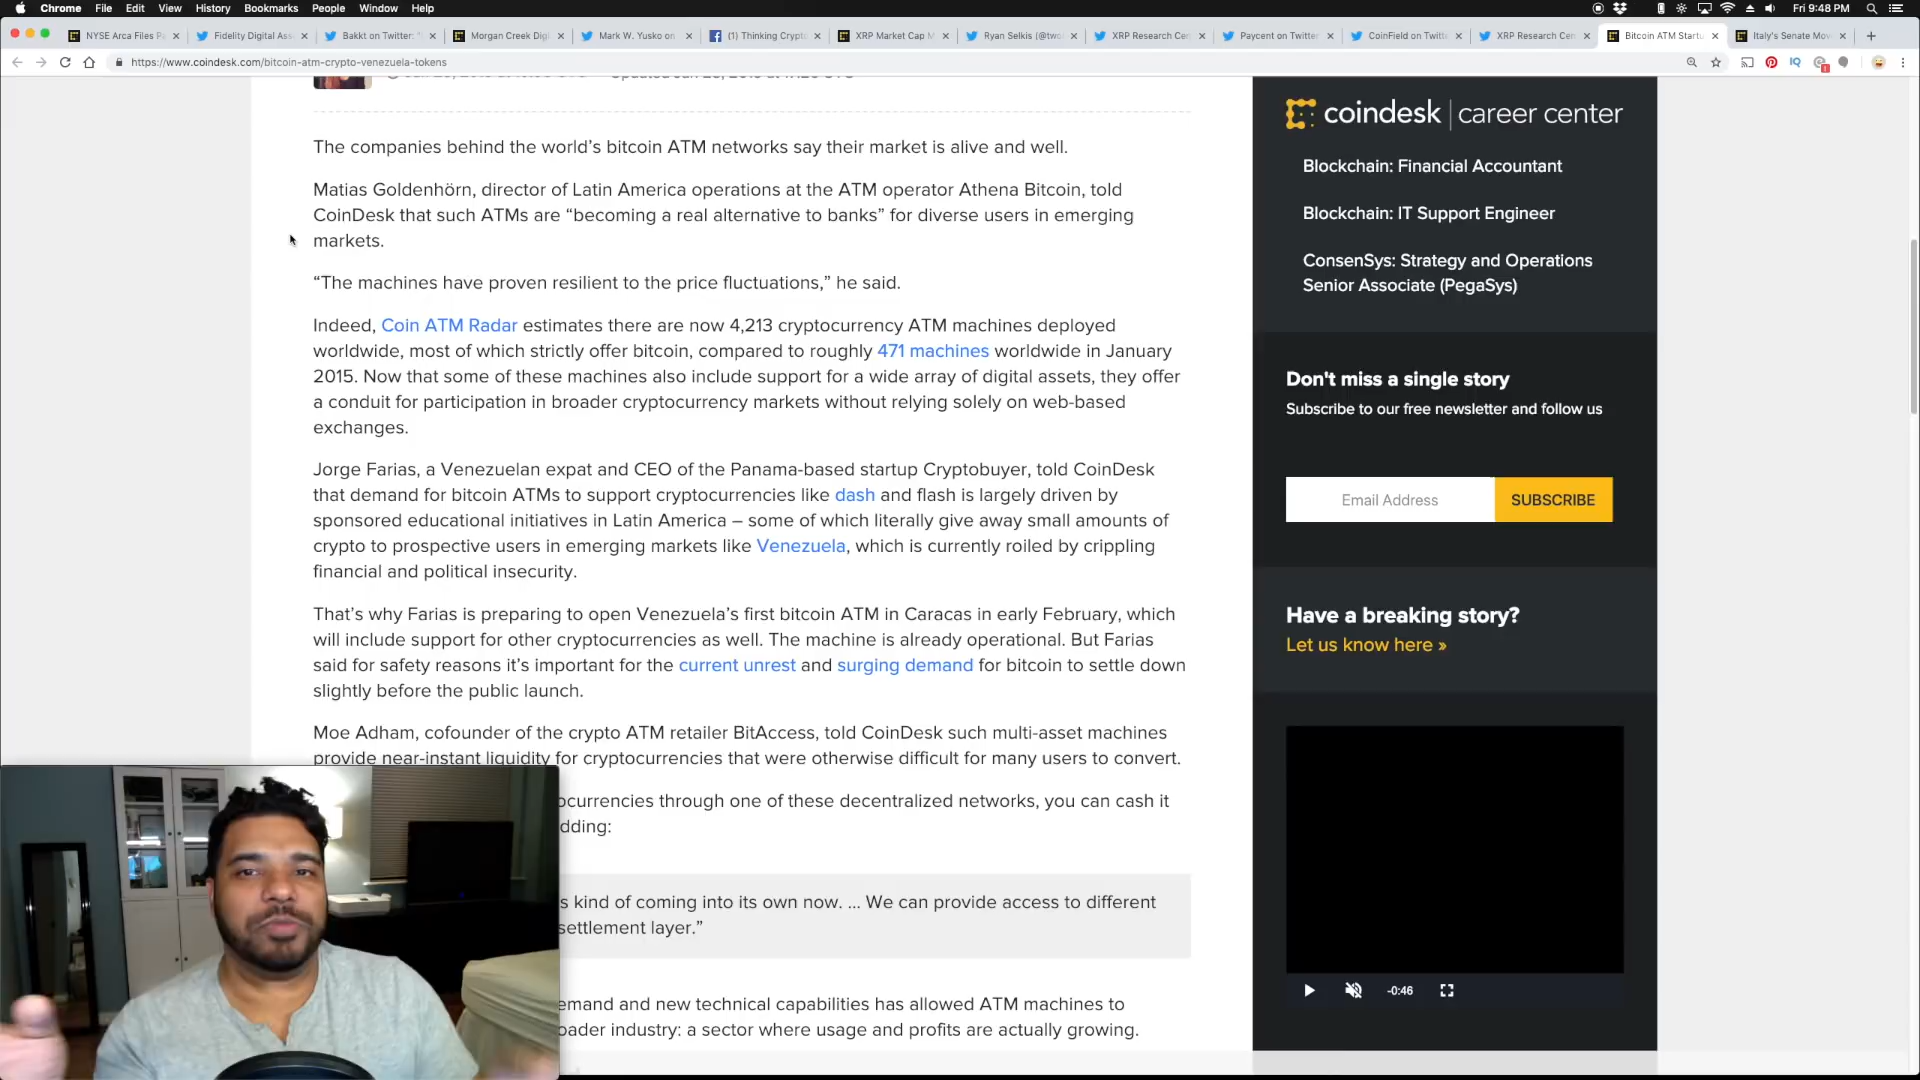 Chrome File Edit View History Bookmarks People Window Help Fri 9:48 PM
NYSE Arca Files Pa Fidelity Digital Ass Bakkt on Twitter: " Morgan Creek Digi Mark W. Yusko on (1) Thinking Crypto XRP Market Cap M Ryan Selkis (@two XRP Research Cen Paycent on Twitter CoinField on Twitt XRP Research Cen Bitcoin ATM Startu Italy's Senate Mov
https://www.coindesk.com/bitcoin-atm-crypto-venezuela-tokens
The companies behind the world's bitcoin ATM networks say their market is alive and well.
Matias Goldenhörn, director of Latin America operations at the ATM operator Athena Bitcoin, told
CoinDesk that such ATMs are “becoming a real alternative to banks” for diverse users in emerging
markets.
“The machines have proven resilient to the price fluctuations,” he said.
Indeed, Coin ATM Radar estimates there are now 4,213 cryptocurrency ATM machines deployed
worldwide, most of which strictly offer bitcoin, compared to roughly 471 machines worldwide in January
2015. Now that some of these machines also include support for a wide array of digital assets, they offer
a conduit for participation in broader cryptocurrency markets without relying solely on web-based
exchanges.
Jorge Farias, a Venezuelan expat and CEO of the Panama-based startup Cryptobuyer, told CoinDesk
that demand for bitcoin ATMs to support cryptocurrencies like dash and flash is largely driven by
sponsored educational initiatives in Latin America – some of which literally give away small amounts of
crypto to prospective users in emerging markets like Venezuela, which is currently roiled by crippling
financial and political insecurity.
That's why Farias is preparing to open Venezuela's first bitcoin ATM in Caracas in early February, which
will include support for other cryptocurrencies as well. The machine is already operational. But Farias
said for safety reasons it's important for the current unrest and surging demand for bitcoin to settle down
slightly before the public launch.
Moe Adham, cofounder of the crypto ATM retailer BitAccess, told CoinDesk such multi-asset machines
provide near-instant liquidity for cryptocurrencies that were otherwise difficult for many users to convert.
ocurrencies through one of these decentralized networks, you can cash it
dding:
s kind of coming into its own now. ... We can provide access to different
settlement layer.”
emand and new technical capabilities has allowed ATM machines to
oader industry: a sector where usage and profits are actually growing.
coindesk | career center
Blockchain: Financial Accountant
Blockchain: IT Support Engineer
ConsenSys: Strategy and Operations
Senior Associate (PegaSys)
Don't miss a single story
Subscribe to our free newsletter and follow us
Email Address SUBSCRIBE
Have a breaking story?
Let us know here »
-0:46